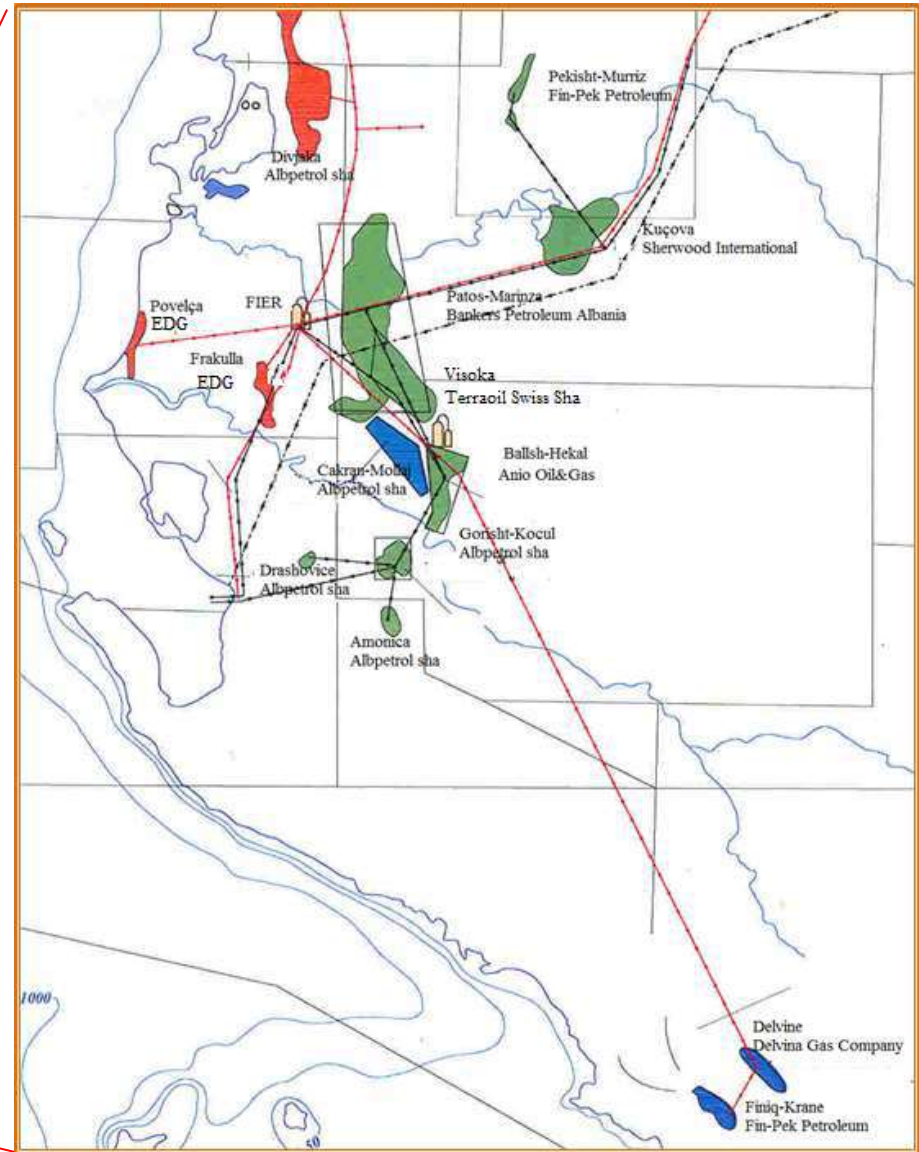 Pekisht-Murriz
Fin-Pek Petroleum
Divjaka
Albpetrol sha
Kuçova
Sherwood International
Povelça
EDG
FIER
Patos-Marinza
Bankers Petroleum Albania
Frakulla
EDG
Visoka
Terraoil Swiss Sha
Cakran-Mollaj
Albpetrol sha
Ballsh-Hekal
Anio Oil&Gas
Gorisht-Kocul
Albpetrol sha
Drashovice
Albpetrol sha
Amonica
Albpetrol sha
1000
Delvine
Delvina Gas Company
Finiq-Krane
Fin-Pek Petroleum
50